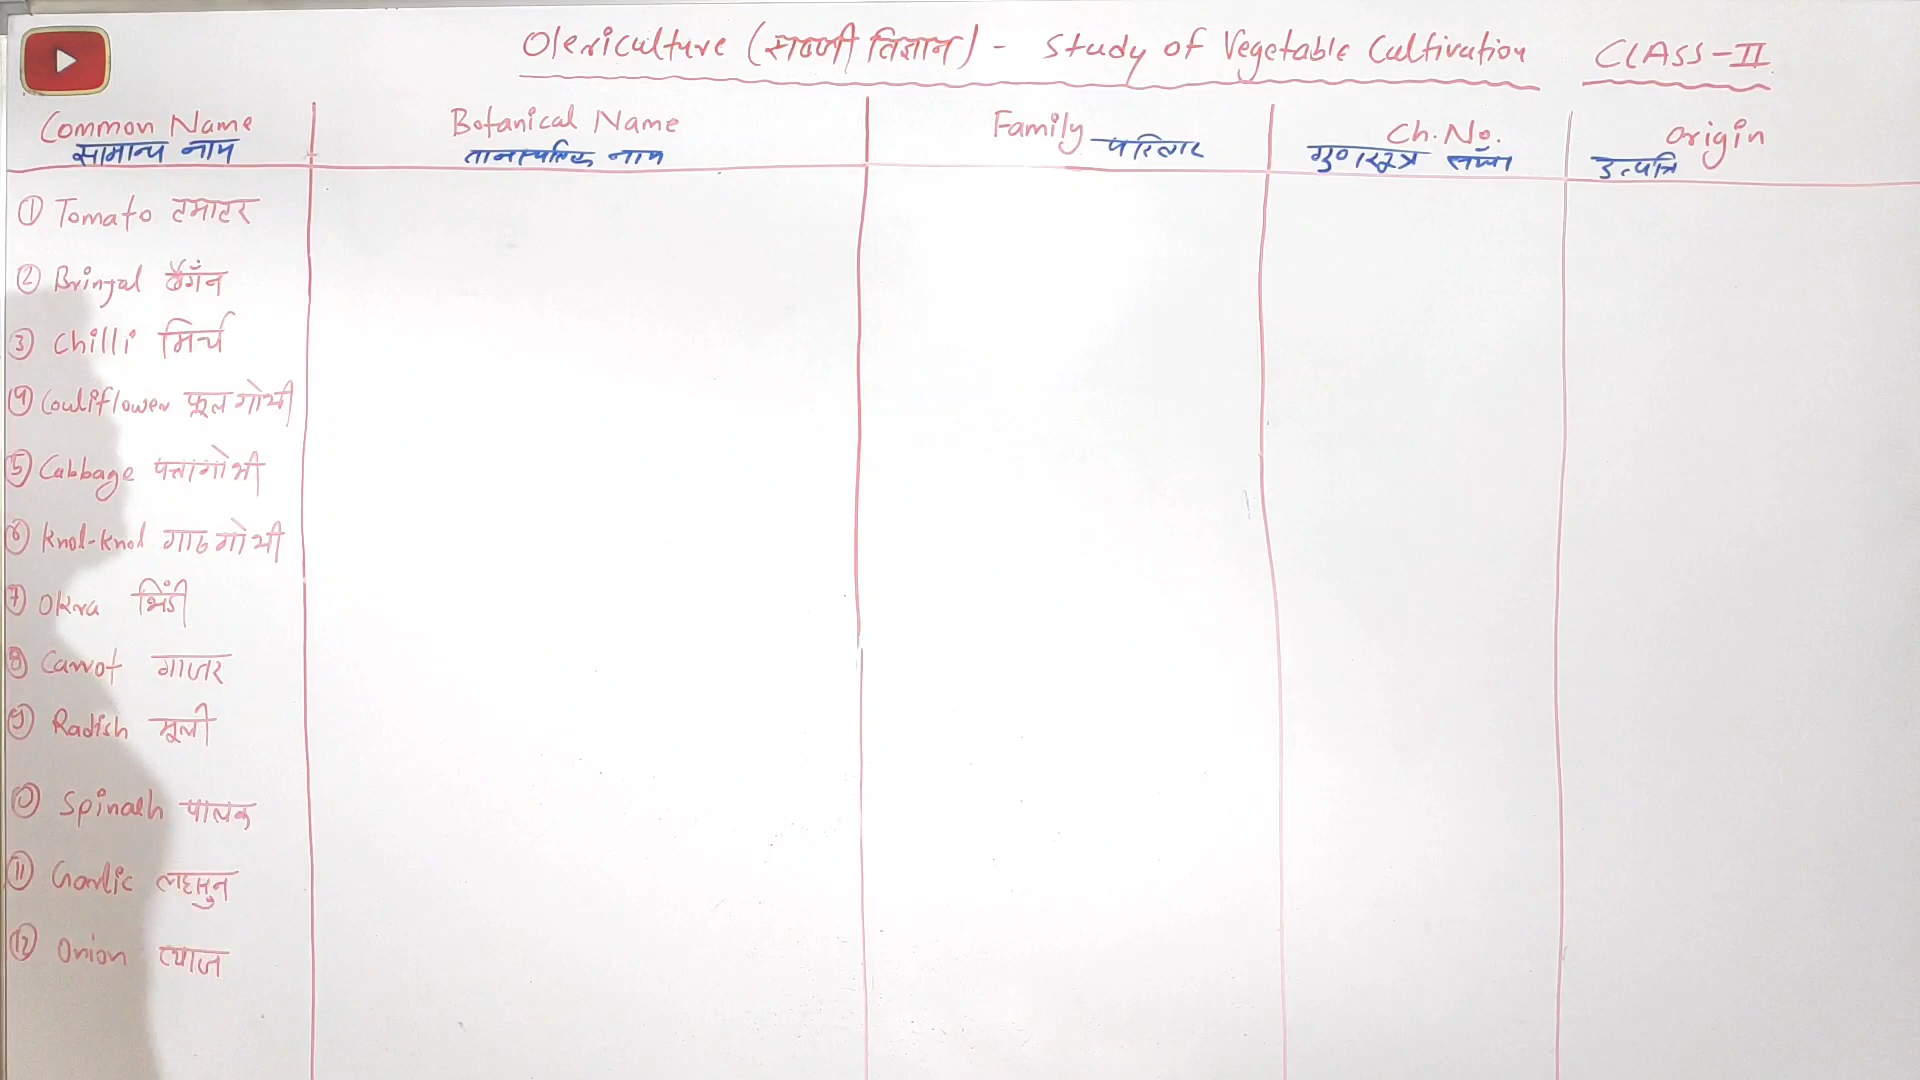 Olericulture (सब्जी विज्ञान) - Study of Vegetable Cultivation CLASS-II
Common Name Botanical Name Family Ch. No. Origin
सामान्य नाम वानस्पतिक नाम परिवार गुणसूत्र संख्या उत्पत्ति
① Tomato टमाटर
② Brinjal बैगँन
③ Chilli मिर्च
④ Couliflower फूलगोभी
⑤ Cabbage पत्तागोभी
⑥ Knol-Knol गाठगोभी
⑦ Okra भिंडी
⑧ Carrot गाजर
⑨ Radish मूली
⑩ Spinach पालक
⑪ Garlic लहसुन
⑫ Onion प्याज